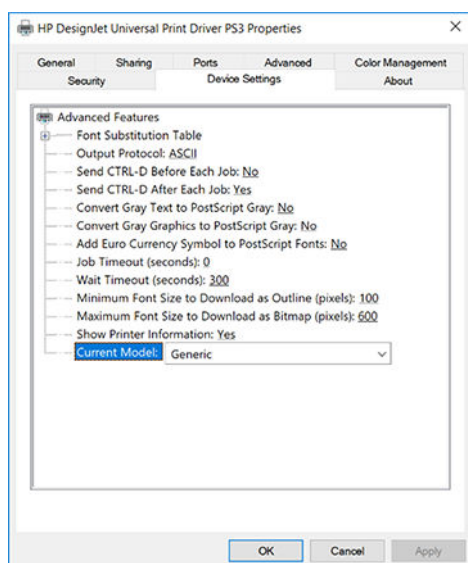 HP DesignJet Universal Print Driver PS3 Properties
General Sharing Ports Advanced Color Management
Security Device Settings About
Advanced Features
Font Substitution Table
Output Protocol: ASCII
Send CTRL-D Before Each Job: No
Send CTRL-D After Each Job: Yes
Convert Gray Text to PostScript Gray: No
Convert Gray Graphics to PostScript Gray: No
Add Euro Currency Symbol to PostScript Fonts: No
Job Timeout (seconds): 0
Wait Timeout (seconds): 300
Minimum Font Size to Download as Outline (pixels): 100
Maximum Font Size to Download as Bitmap (pixels): 600
Show Printer Information: Yes
Current Model: Generic
OK Cancel Apply